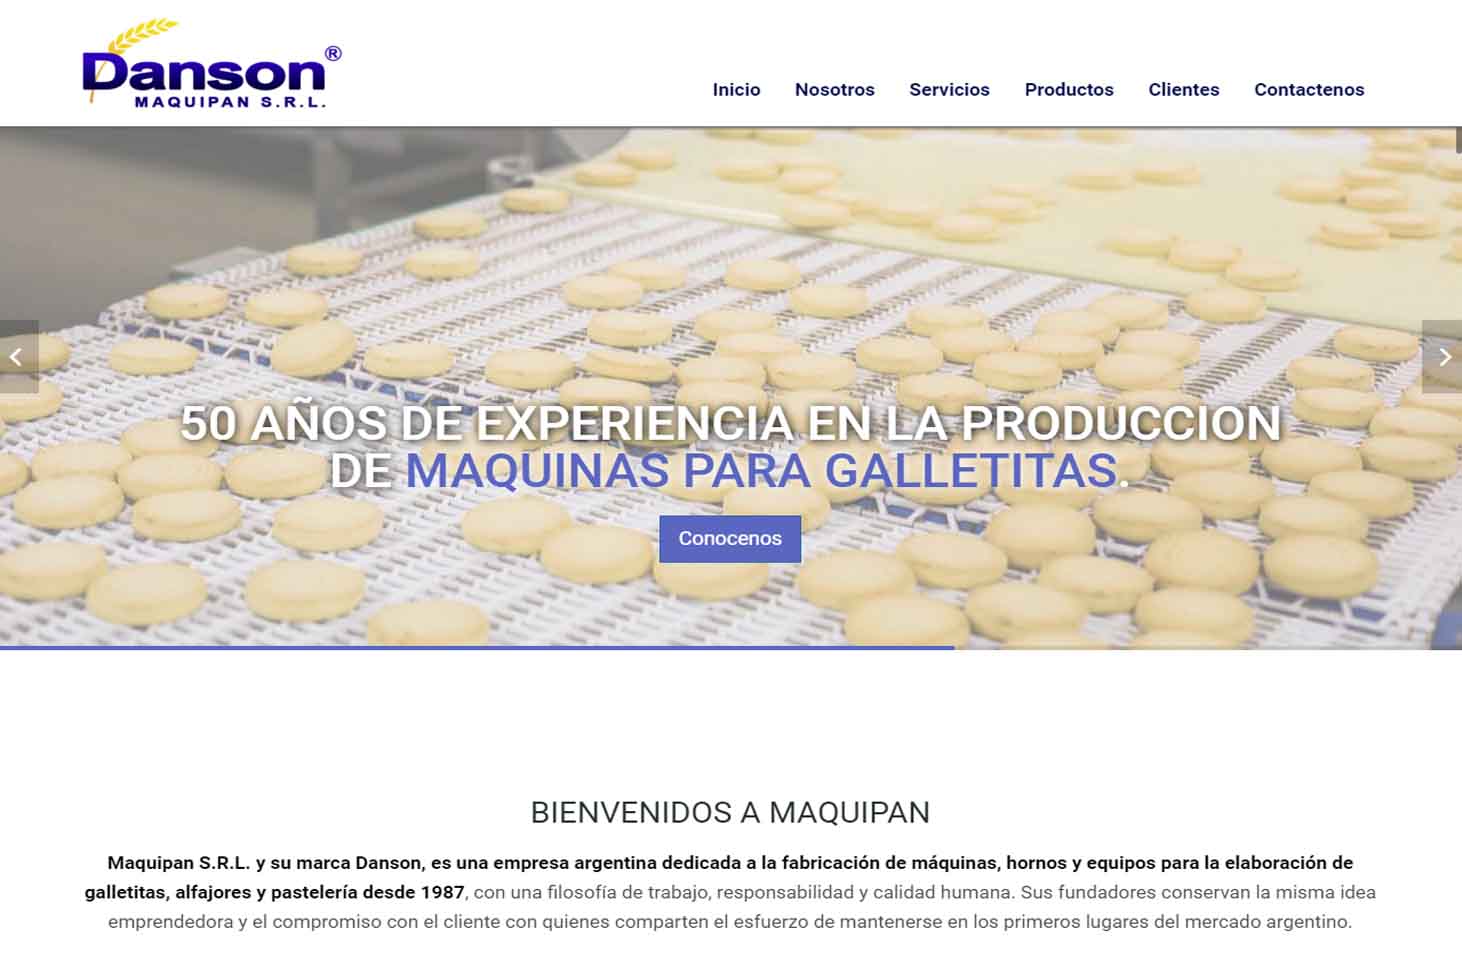 Danson®
MAQUIPAN S.R.L.
Inicio Nosotros Servicios Productos Clientes Contactenos
50 AÑOS DE EXPERIENCIA EN LA PRODUCCION
DE MAQUINAS PARA GALLETITAS.
Conocenos
BIENVENIDOS A MAQUIPAN
Maquipan S.R.L. y su marca Danson, es una empresa argentina dedicada a la fabricación de máquinas, hornos y equipos para la elaboración de
galletitas, alfajores y pastelería desde 1987, con una filosofía de trabajo, responsabilidad y calidad humana. Sus fundadores conservan la misma idea
emprendedora y el compromiso con el cliente con quienes comparten el esfuerzo de mantenerse en los primeros lugares del mercado argentino.